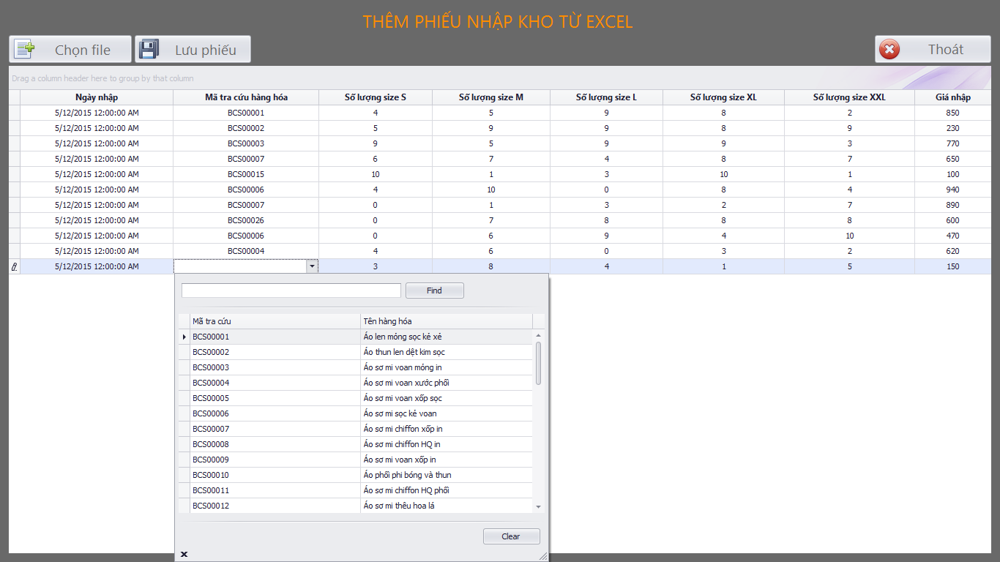 THÊM PHIẾU NHẬP KHO TỪ EXCEL
Chọn file Lưu phiếu Thoát
Drag a column header here to group by that column
Ngày nhập Mã tra cứu hàng hóa Số lượng size S Số lượng size M Số lượng size L Số lượng size XL Số lượng size XXL Giá nhập
5/12/2015 12:00:00 AM BCS00001 4 5 9 8 2 850
5/12/2015 12:00:00 AM BCS00002 5 9 9 8 9 230
5/12/2015 12:00:00 AM BCS00003 9 5 9 9 3 770
5/12/2015 12:00:00 AM BCS00007 6 7 4 8 7 650
5/12/2015 12:00:00 AM BCS00015 10 1 3 10 1 100
5/12/2015 12:00:00 AM BCS00006 4 10 0 8 4 940
5/12/2015 12:00:00 AM BCS00007 0 1 3 2 7 890
5/12/2015 12:00:00 AM BCS00026 0 7 8 8 8 600
5/12/2015 12:00:00 AM BCS00006 0 6 9 4 10 470
5/12/2015 12:00:00 AM BCS00004 4 6 0 3 2 620
5/12/2015 12:00:00 AM 3 8 4 1 5 150
Find
Mã tra cứu Tên hàng hóa
BCS00001 Áo len mỏng sọc kẻ xẻ
BCS00002 Áo thun len dệt kim sọc
BCS00003 Áo sơ mi voan mỏng in
BCS00004 Áo sơ mi voan xước phối
BCS00005 Áo sơ mi voan xốp sọc
BCS00006 Áo sơ mi sọc kẻ voan
BCS00007 Áo sơ mi chiffon xốp in
BCS00008 Áo sơ mi chiffon HQ in
BCS00009 Áo sơ mi voan xốp in
BCS00010 Áo phối phi bóng và thun
BCS00011 Áo sơ mi chiffon HQ phối
BCS00012 Áo sơ mi thêu hoa lá
Clear